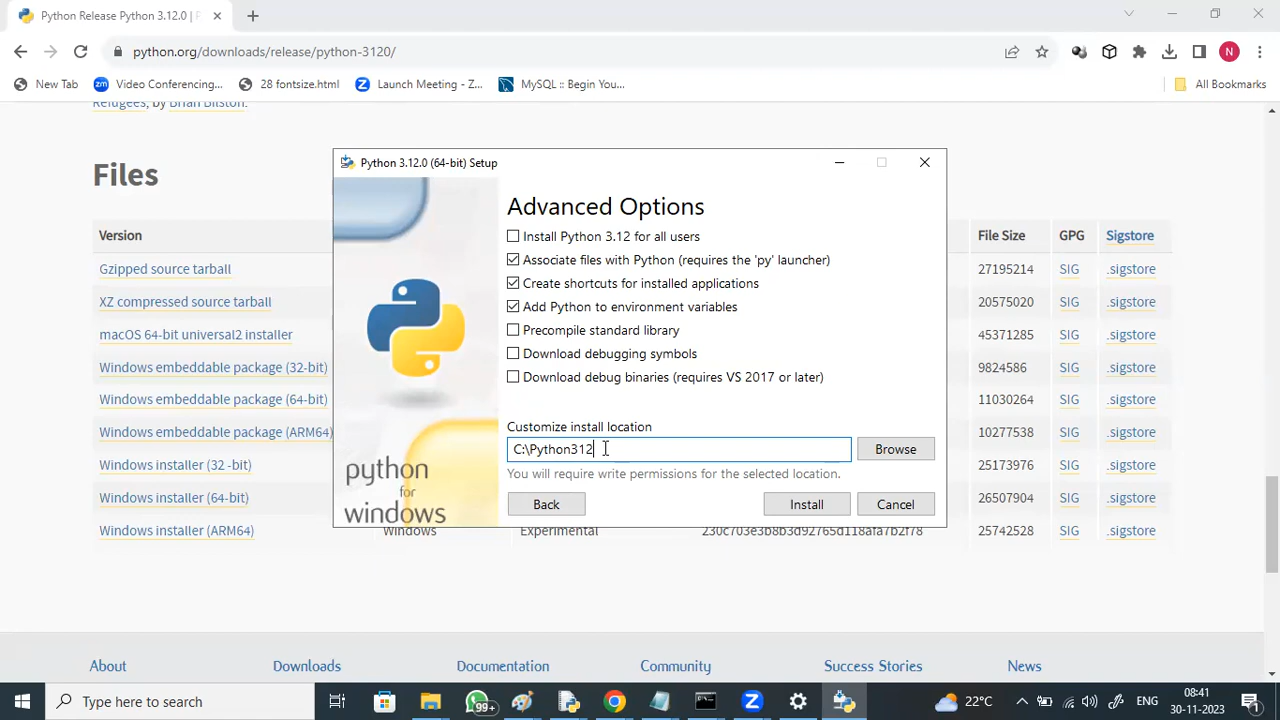 Python Release Python 3.12.0 | P
python.org/downloads/release/python-3120/
N
New Tab
zm Video Conferencing...
28 fontsize.html
Launch Meeting - Z...
MySQL :: Begin You...
All Bookmarks
Refugees, by Brian Bilston.
Files
Version File Size GPG Sigstore
Gzipped source tarball 27195214 SIG .sigstore
XZ compressed source tarball 20575020 SIG .sigstore
macOS 64-bit universal2 installer 45371285 SIG .sigstore
Windows embeddable package (32-bit) 9824586 SIG .sigstore
Windows embeddable package (64-bit) 11030264 SIG .sigstore
Windows embeddable package (ARM64) 10277538 SIG .sigstore
Windows installer (32 -bit) 25173976 SIG .sigstore
Windows installer (64-bit) 26507904 SIG .sigstore
Windows installer (ARM64) Windows Experimental 25742528 SIG .sigstore
Python 3.12.0 (64-bit) Setup
Advanced Options
Install Python 3.12 for all users
Associate files with Python (requires the 'py' launcher)
Create shortcuts for installed applications
Add Python to environment variables
Precompile standard library
Download debugging symbols
Download debug binaries (requires VS 2017 or later)
Customize install location
C:\Python312
Browse
You will require write permissions for the selected location.
Back
Install
Cancel
python
for
windows
About Downloads Documentation Community Success Stories News
Type here to search
99+
22°C
ENG
08:41
30-11-2023
1